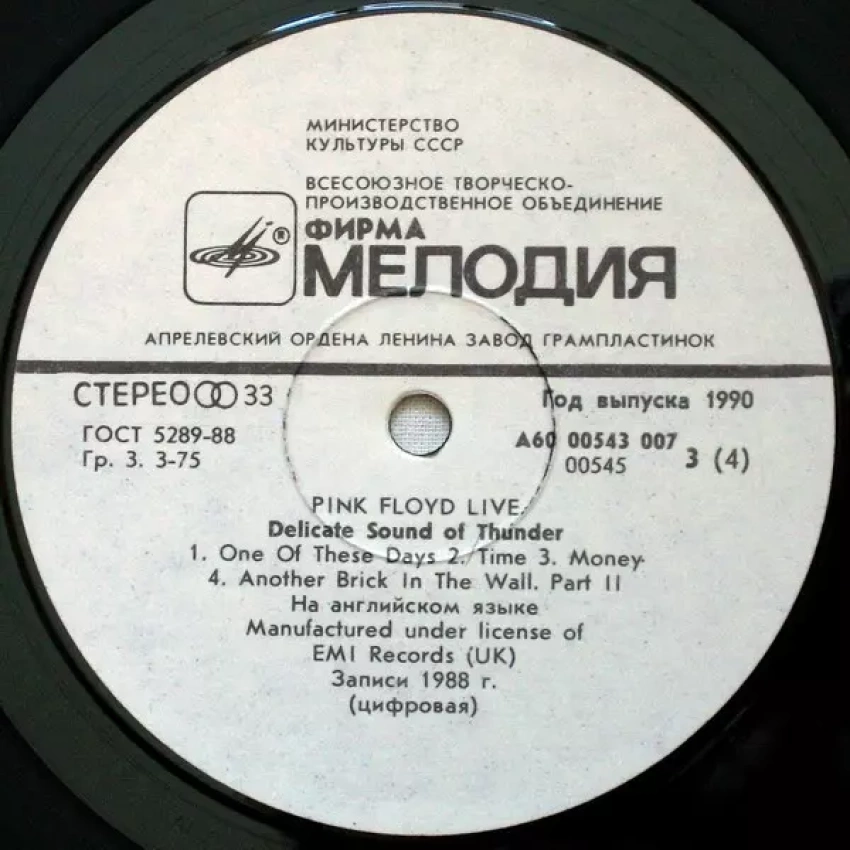 МИНИСТЕРСТВО
КУЛЬТУРЫ СССР
ВСЕСОЮЗНОЕ ТВОРЧЕСКО-
ПРОИЗВОДСТВЕННОЕ ОБЪЕДИНЕНИЕ
ФИРМА
®
МЕЛОДИЯ
АПРЕЛЕВСКИЙ ОРДЕНА ЛЕНИНА ЗАВОД ГРАМПЛАСТИНОК
СТЕРЕО 33 Год выпуска 1990
ГОСТ 5289-88 А60 00543 007
Гр. 3. 3-75 00545 3 (4)
PINK FLOYD LIVE.
Delicate Sound of Thunder
1. One Of These Days 2. Time 3. Money
4. Another Brick In The Wall. Part II
На английском языке
Manufactured under license of
EMI Records (UK)
Записи 1988 г.
(цифровая)